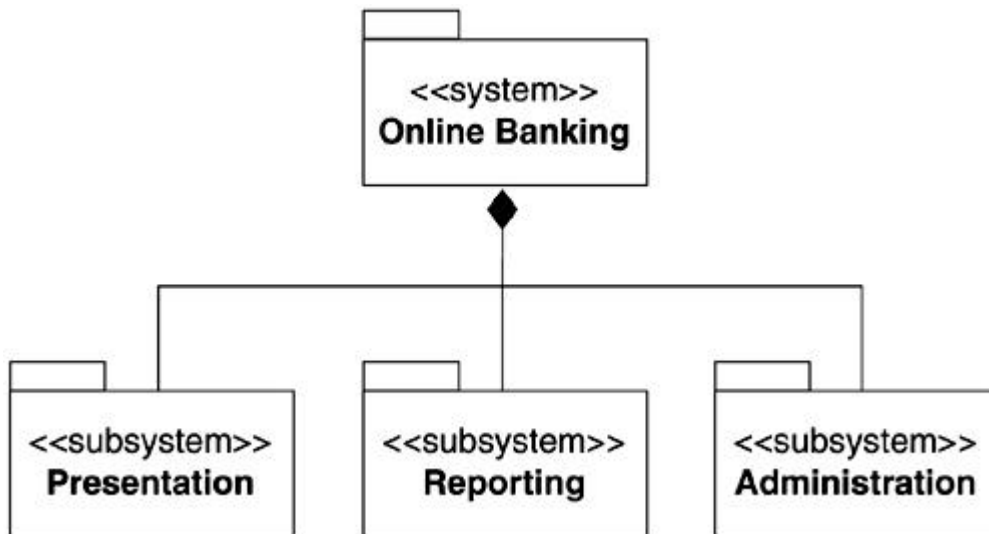 <<system>>
Online Banking
<<subsystem>>
Presentation
<<subsystem>>
Reporting
<<subsystem>>
Administration